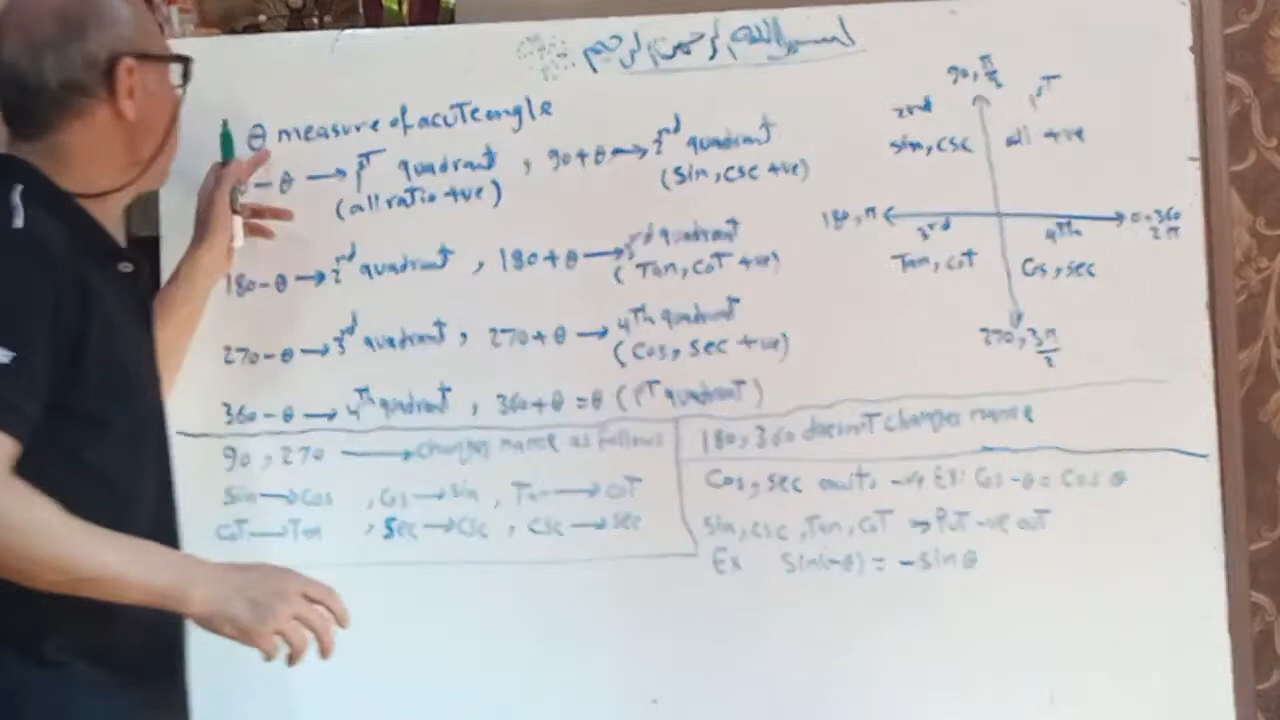 بسم الله الرحمن الرحيم
θ measure of acute angle
- θ → 1st quadrant , 90+θ → 2nd quadrant
(all ratio +ve) (sin, csc +ve)
180-θ → 2nd quadrant , 180+θ → 3rd quadrant
(Tan, CoT +ve)
270-θ → 3rd quadrant , 270+θ → 4Th quadrant
(Cos, sec +ve)
360-θ → 4Th quadrant , 360+θ = θ (1sT quadrant)
90 , 270 → changes name as follows
Sin → Cos , Cos → sin , Tan → coT
CoT → Tan , Sec → csc , csc → sec
180, 360 doesn't changes name
Cos, sec omits -ve Ex: Cos -θ = Cos θ
Sin, csc, Tan, CoT ⇒ PuT -ve out
Ex Sin(-θ) = -sin θ
90, π/2
2nd 1sT
sin, csc all +ve
180, π 0, 360
2π
3rd 4Th
Tan, cot Cos, sec
270, 3π/2